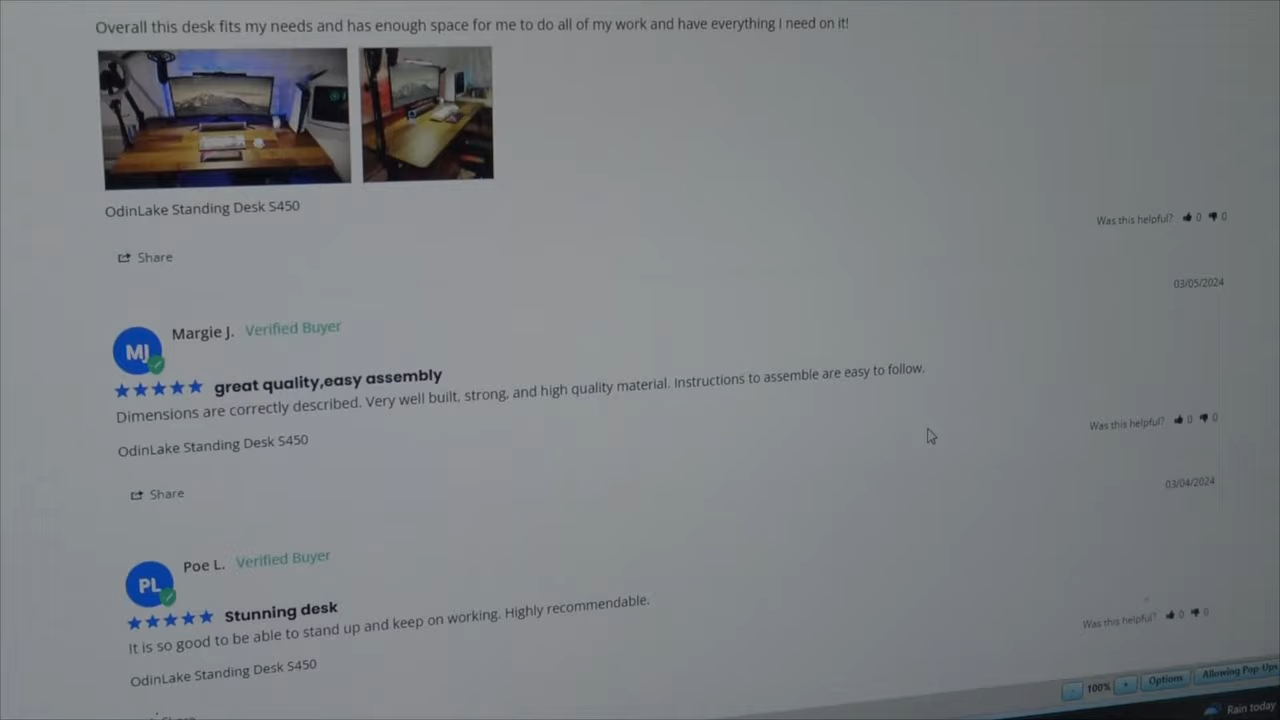 Overall this desk fits my needs and has enough space for me to do all of my work and have everything I need on it!
OdinLake Standing Desk S450
Was this helpful? 0 0
Share
03/05/2024
MJ
Margie J. Verified Buyer
great quality,easy assembly
Dimensions are correctly described. Very well built, strong, and high quality material. Instructions to assemble are easy to follow.
OdinLake Standing Desk S450
Was this helpful? 0 0
Share
03/04/2024
PL
Poe L. Verified Buyer
Stunning desk
It is so good to be able to stand up and keep on working. Highly recommendable.
OdinLake Standing Desk S450
Was this helpful? 0 0
Share
- 100% + Options Allowing Pop-Ups
Rain today